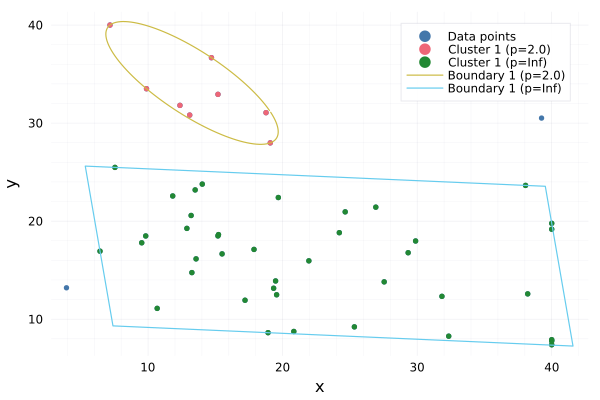 40
30
20
10
y
10
20
30
40
x
Data points
Cluster 1 (p=2.0)
Cluster 1 (p=Inf)
Boundary 1 (p=2.0)
Boundary 1 (p=Inf)